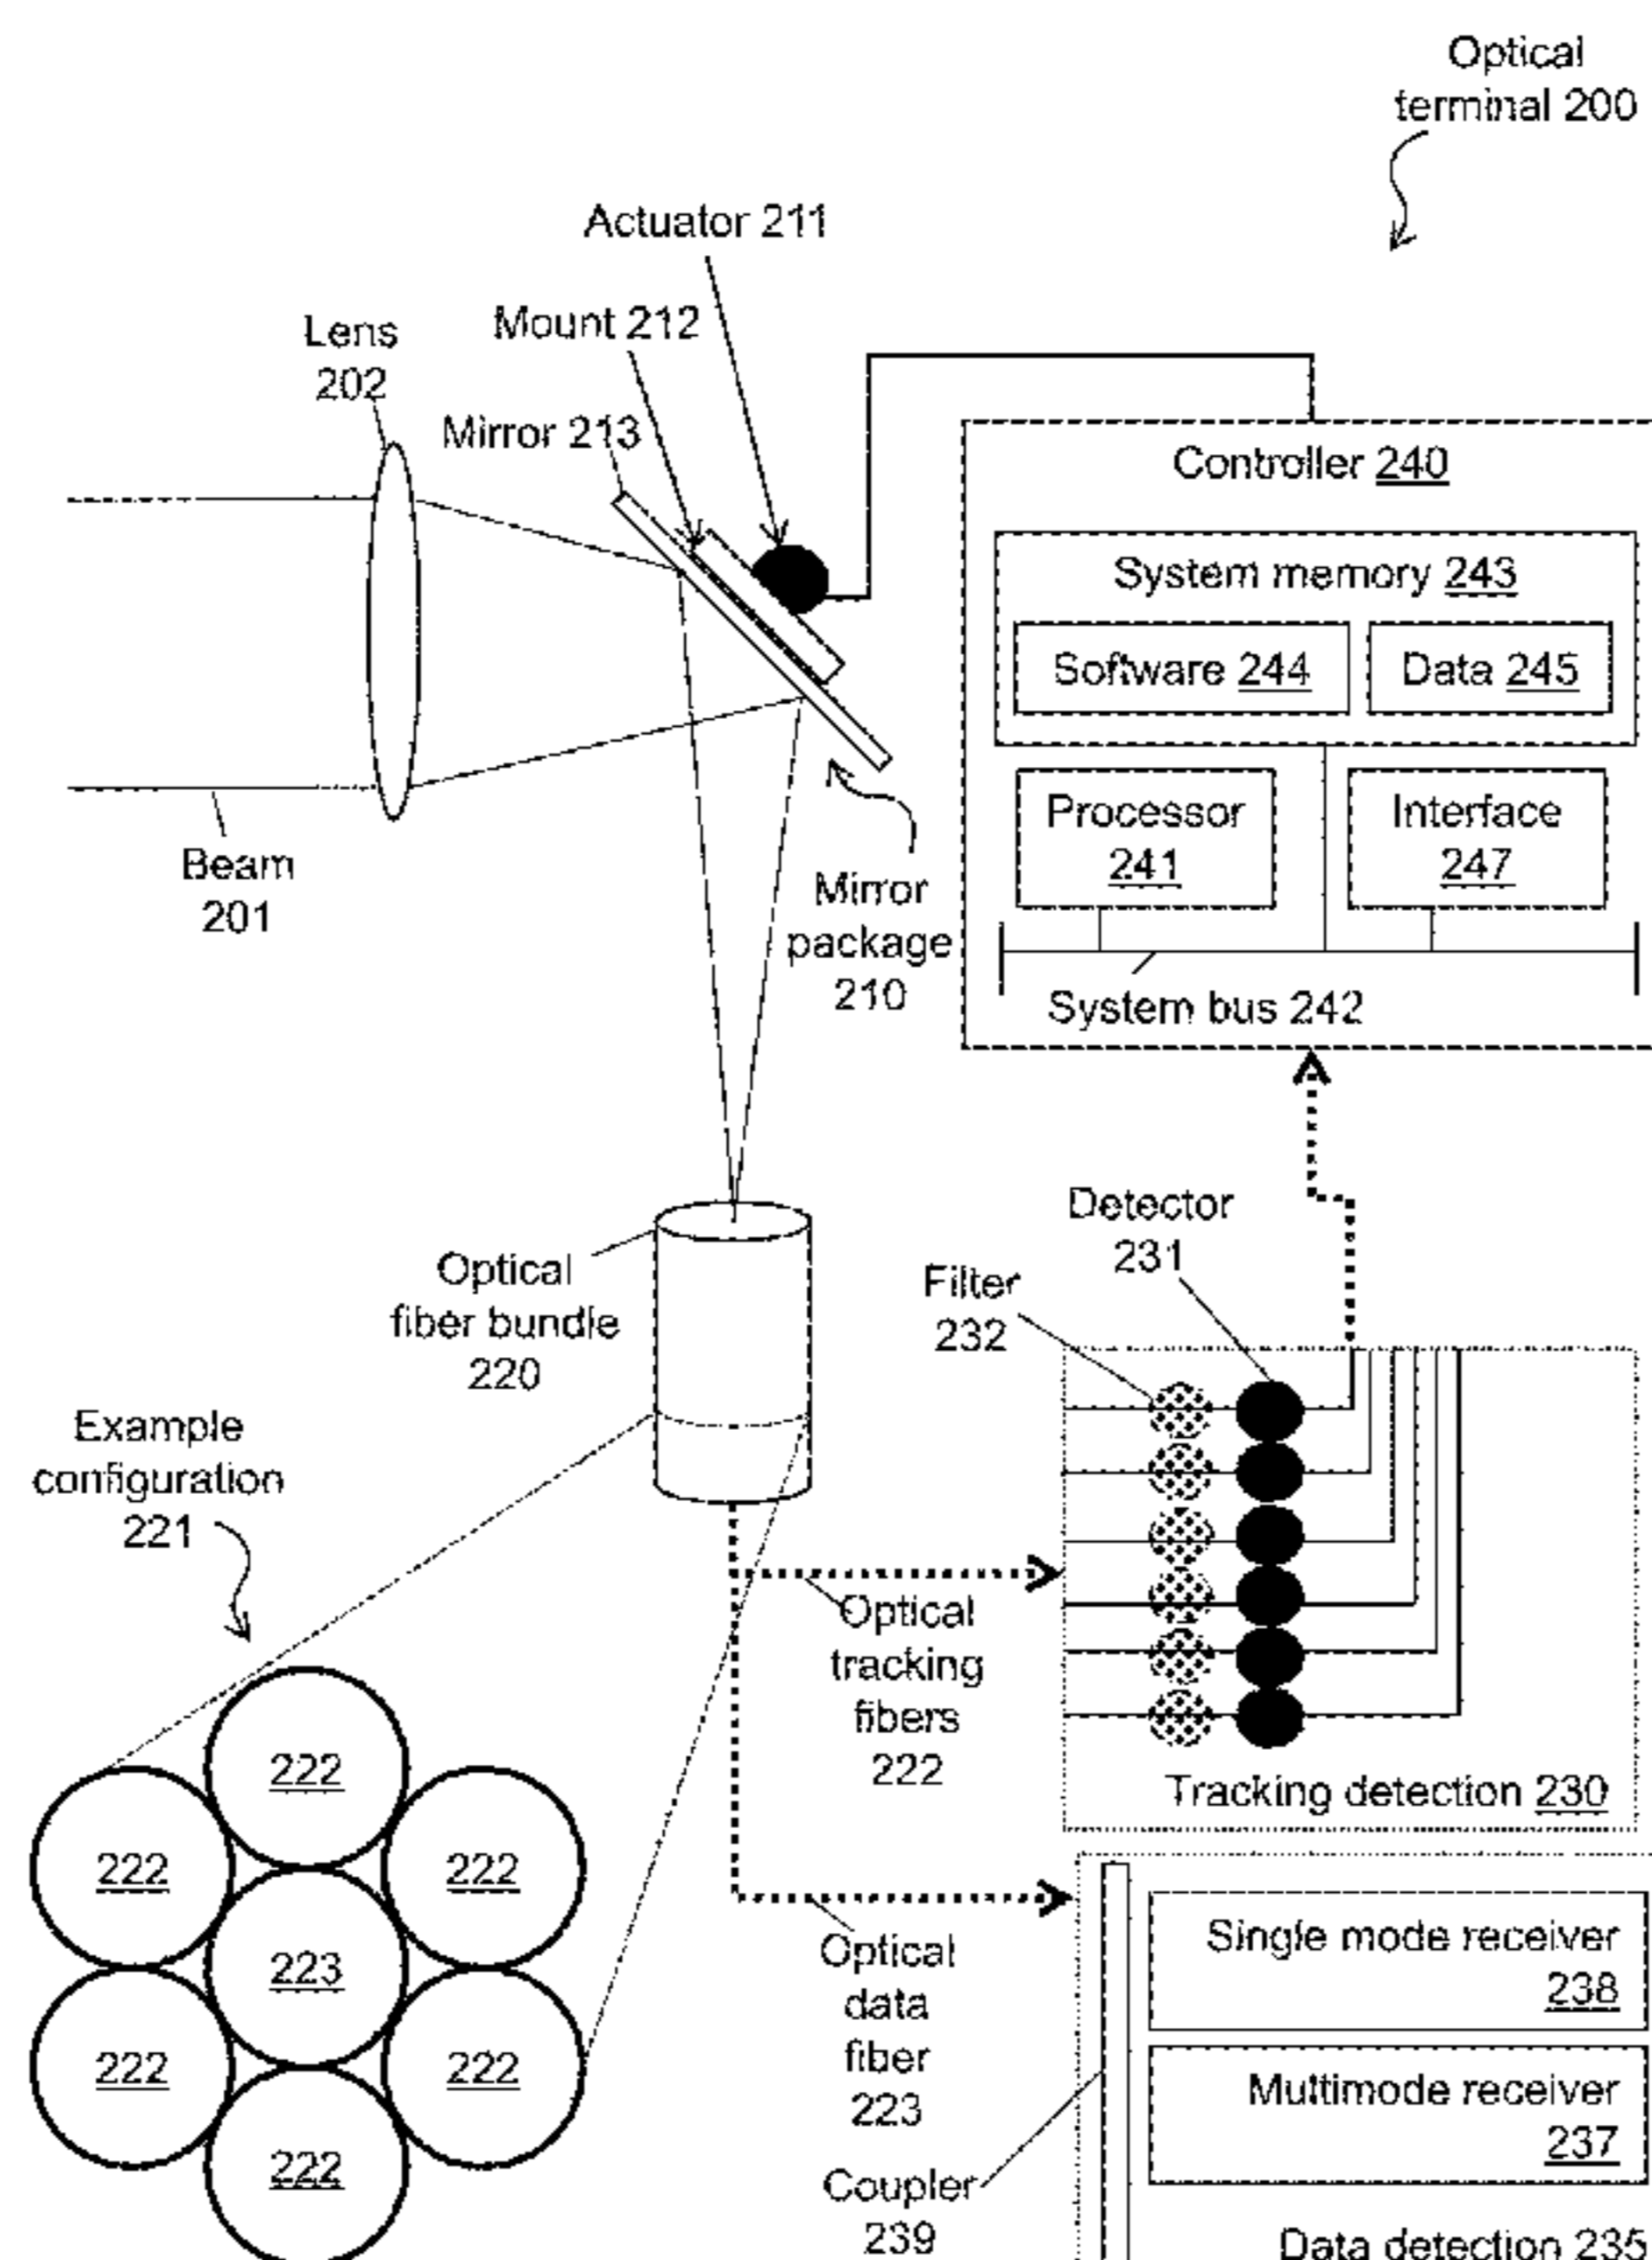 Optical
terminal 200
Actuator 211
Mount 212
Lens
202
Mirror 213
Controller 240
System memory 243
Software 244
Data 245
Processor
241
Interface
247
System bus 242
Beam
201
Mirror
package
210
Detector
231
Filter
232
Optical
fiber bundle
220
Example
configuration
221
Optical
tracking
fibers
222
Tracking detection 230
222
222
222
223
222
222
222
Optical
data
fiber
223
Single mode receiver
238
Multimode receiver
237
Coupler
239
Data detection 235